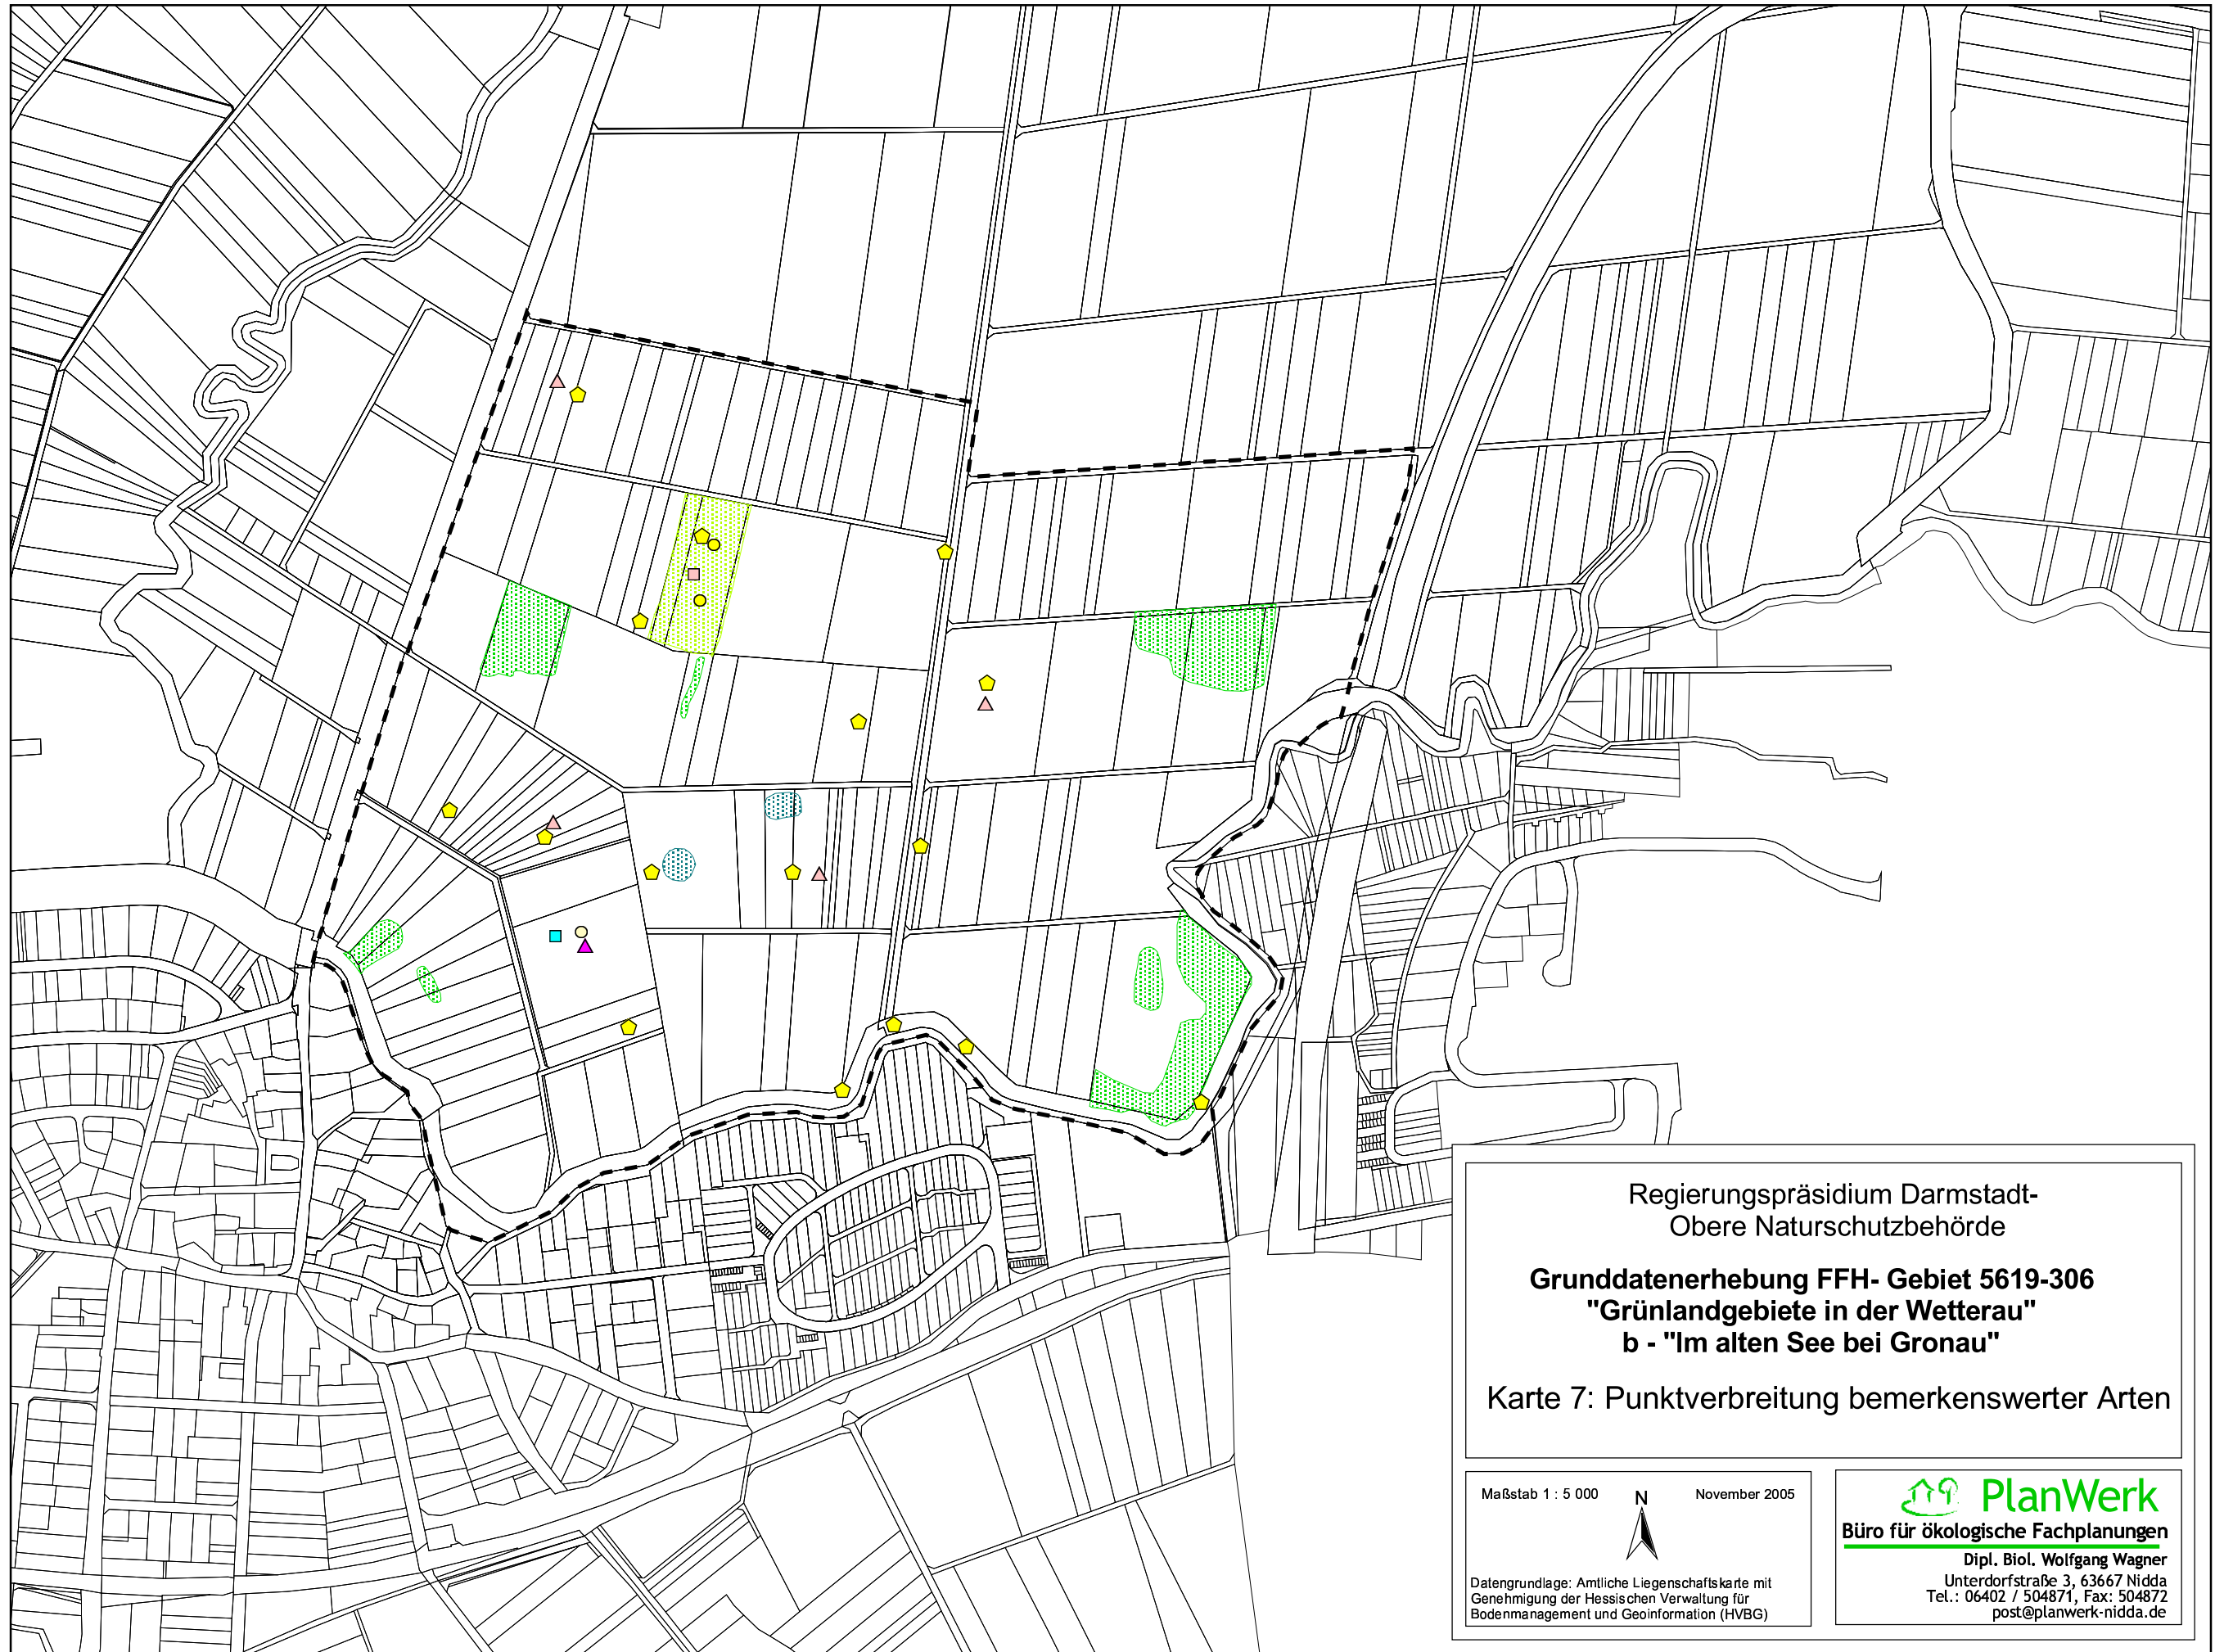 Regierungspräsidium Darmstadt-
Obere Naturschutzbehörde
Grunddatenerhebung FFH- Gebiet 5619-306
"Grünlandgebiete in der Wetterau"
b - "Im alten See bei Gronau"
Karte 7: Punktverbreitung bemerkenswerter Arten
Maßstab 1 : 5 000
N
November 2005
Datengrundlage: Amtliche Liegenschaftskarte mit
Genehmigung der Hessischen Verwaltung für
Bodenmanagement und Geoinformation (HVBG)
PlanWerk
Büro für ökologische Fachplanungen
Dipl. Biol. Wolfgang Wagner
Unterdorfstraße 3, 63667 Nidda
Tel.: 06402 / 504871, Fax: 504872
post@planwerk-nidda.de